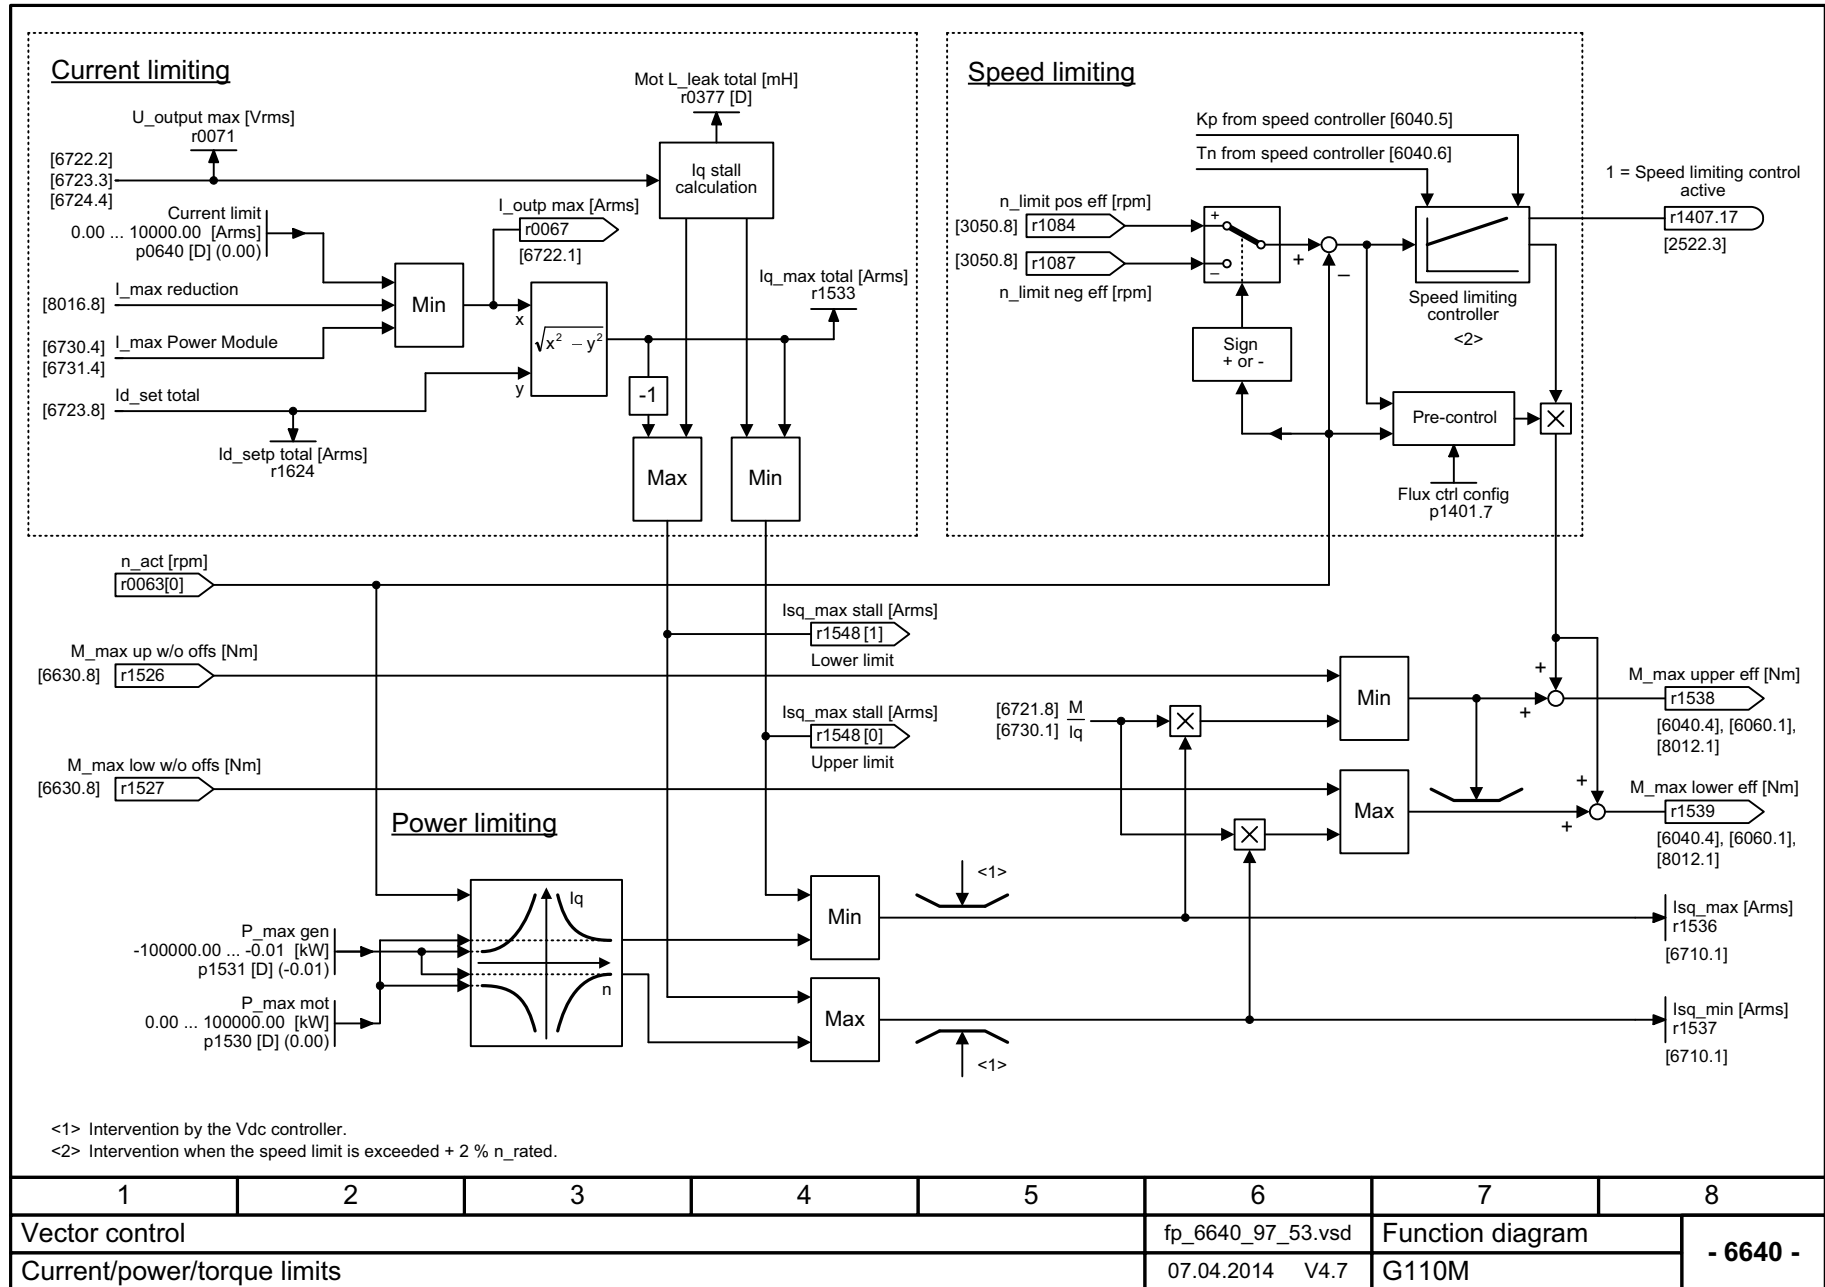 Current limiting
Mot L_leak total [mH]
r0377 [D]
U_output max [Vrms]
r0071
[6722.2]
[6723.3]
[6724.4]
Iq stall
calculation
Current limit
0.00 ... 10000.00 [Arms]
p0640 [D] (0.00)
I_outp max [Arms]
r0067
[6722.1]
Iq_max total [Arms]
r1533
[8016.8]
I_max reduction
Min
x
√x² – y²
y
[6730.4]
[6731.4]
I_max Power Module
[6723.8]
Id_set total
Id_setp total [Arms]
r1624
-1
Max
Min
Speed limiting
Kp from speed controller [6040.5]
Tn from speed controller [6040.6]
1 = Speed limiting control
active
r1407.17
[2522.3]
n_limit pos eff [rpm]
[3050.8]
r1084
[3050.8]
r1087
n_limit neg eff [rpm]
+
–
+
–
Speed limiting
controller
<2>
Sign
+ or -
Pre-control
×
Flux ctrl config
p1401.7
n_act [rpm]
r0063[0]
Isq_max stall [Arms]
r1548 [1]
Lower limit
M_max up w/o offs [Nm]
[6630.8]
r1526
Isq_max stall [Arms]
r1548 [0]
Upper limit
[6721.8]
[6730.1]
M
Iq
×
Min
+
+
M_max upper eff [Nm]
r1538
[6040.4], [6060.1],
[8012.1]
M_max low w/o offs [Nm]
[6630.8]
r1527
×
Max
+
+
M_max lower eff [Nm]
r1539
[6040.4], [6060.1],
[8012.1]
Power limiting
Iq
n
P_max gen
-100000.00 ... -0.01 [kW]
p1531 [D] (-0.01)
P_max mot
0.00 ... 100000.00 [kW]
p1530 [D] (0.00)
Min
<1>
Isq_max [Arms]
r1536
[6710.1]
Max
<1>
Isq_min [Arms]
r1537
[6710.1]
<1> Intervention by the Vdc controller.
<2> Intervention when the speed limit is exceeded + 2 % n_rated.
1 2 3 4 5 6 7 8
Vector control
fp_6640_97_53.vsd
Function diagram
- 6640 -
Current/power/torque limits
07.04.2014 V4.7
G110M